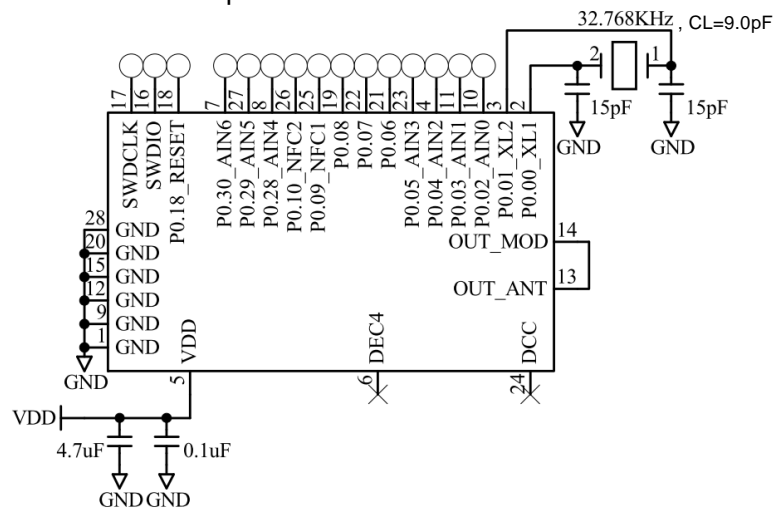 32.768KHz , CL=9.0pF
2
1
15pF
15pF
GND
GND
17
16
18
7
27
8
26
25
19
22
21
23
4
11
10
3
2
SWDCLK
SWDIO
P0.18_RESET
P0.30_AIN6
P0.29_AIN5
P0.28_AIN4
P0.10_NFC2
P0.09_NFC1
P0.08
P0.07
P0.06
P0.05_AIN3
P0.04_AIN2
P0.03_AIN1
P0.02_AIN0
P0.01_XL2
P0.00_XL1
28 GND
20 GND
15 GND
12 GND
9 GND
1 GND
GND
OUT_MOD 14
OUT_ANT 13
VDD
DEC4
DCC
5
6
24
VDD
4.7uF
0.1uF
GND
GND